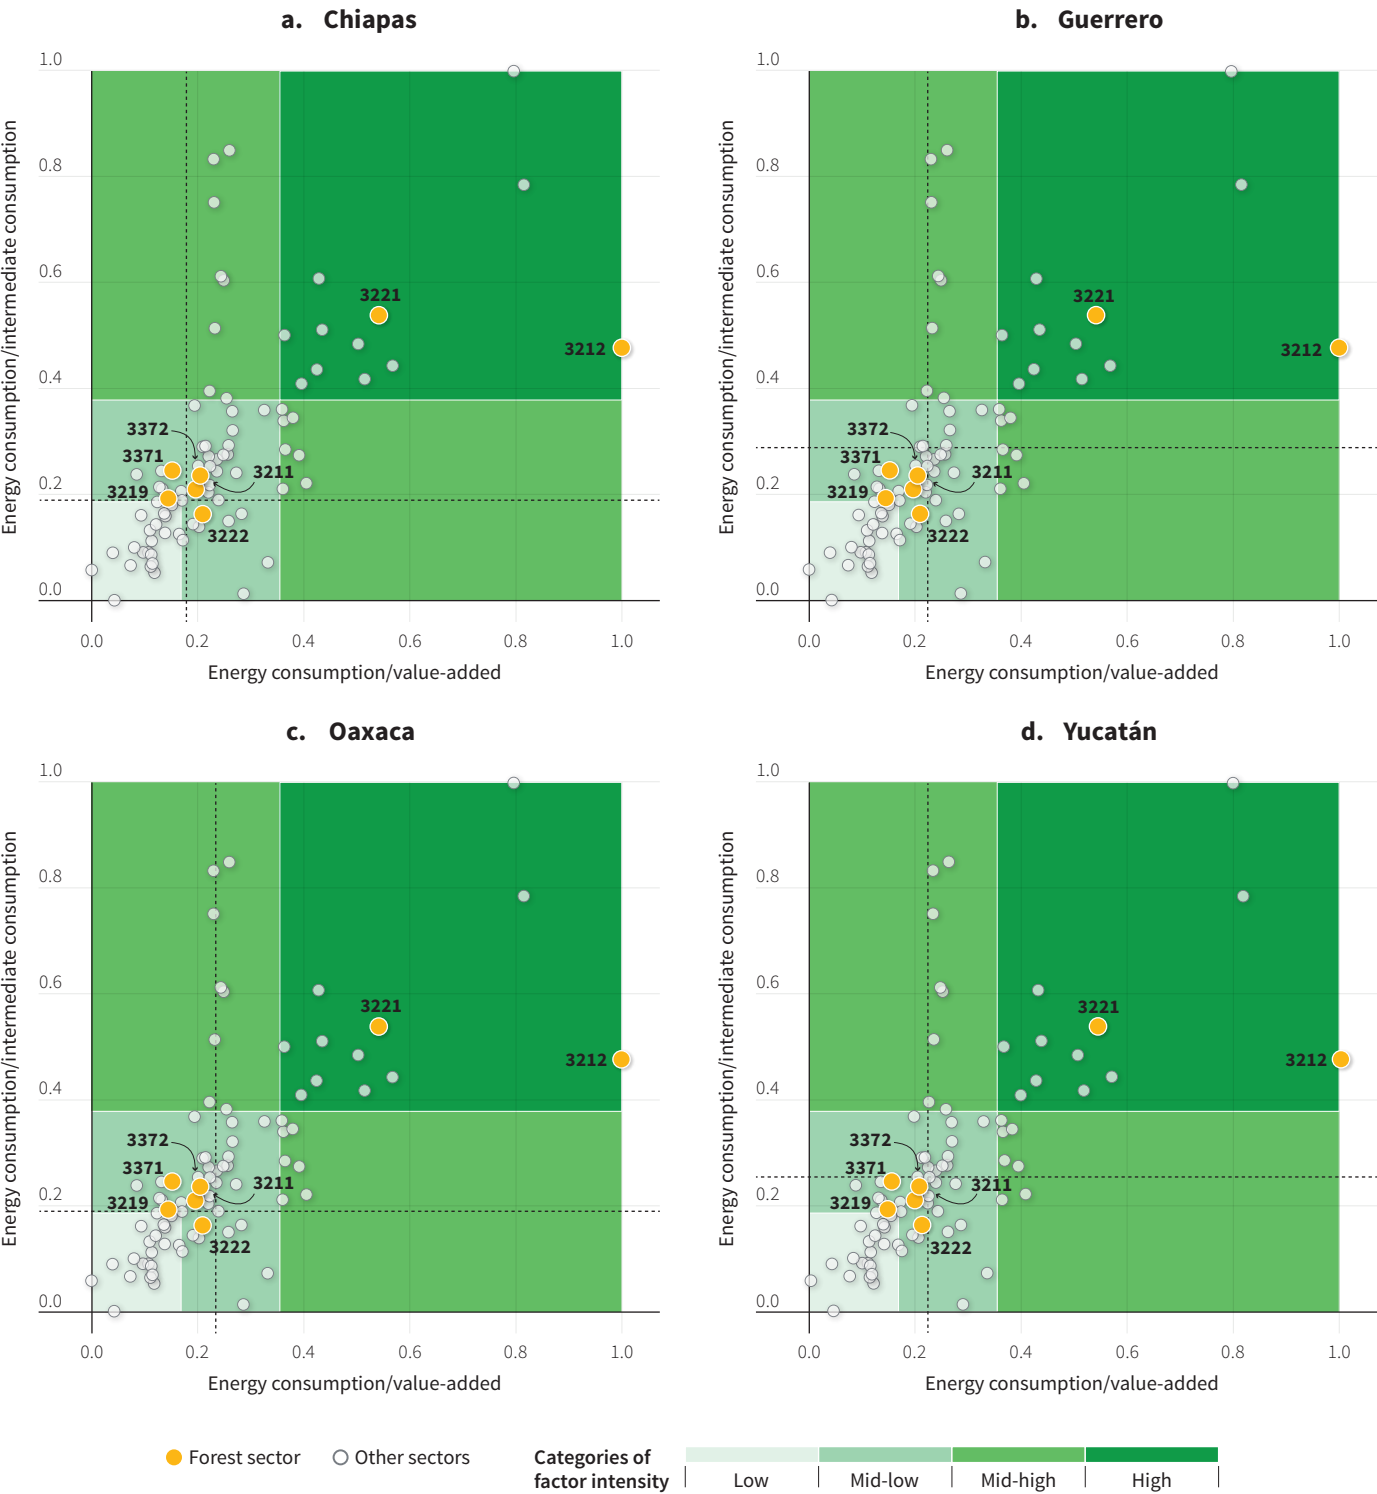 a. Chiapas
Energy consumption/intermediate consumption
1.0
0.8
0.6
0.4
0.2
0.0
3221
3212
3372
3371
3211
3219
3222
0.0 0.2 0.4 0.6 0.8 1.0
Energy consumption/value-added
b. Guerrero
Energy consumption/intermediate consumption
1.0
0.8
0.6
0.4
0.2
0.0
3221
3212
3372
3371
3211
3219
3222
0.0 0.2 0.4 0.6 0.8 1.0
Energy consumption/value-added
c. Oaxaca
Energy consumption/intermediate consumption
1.0
0.8
0.6
0.4
0.2
0.0
3221
3212
3372
3371
3211
3219
3222
0.0 0.2 0.4 0.6 0.8 1.0
Energy consumption/value-added
d. Yucatán
Energy consumption/intermediate consumption
1.0
0.8
0.6
0.4
0.2
0.0
3221
3212
3372
3371
3211
3219
3222
0.0 0.2 0.4 0.6 0.8 1.0
Energy consumption/value-added
Forest sector
Other sectors
Categories of
factor intensity
Low
Mid-low
Mid-high
High